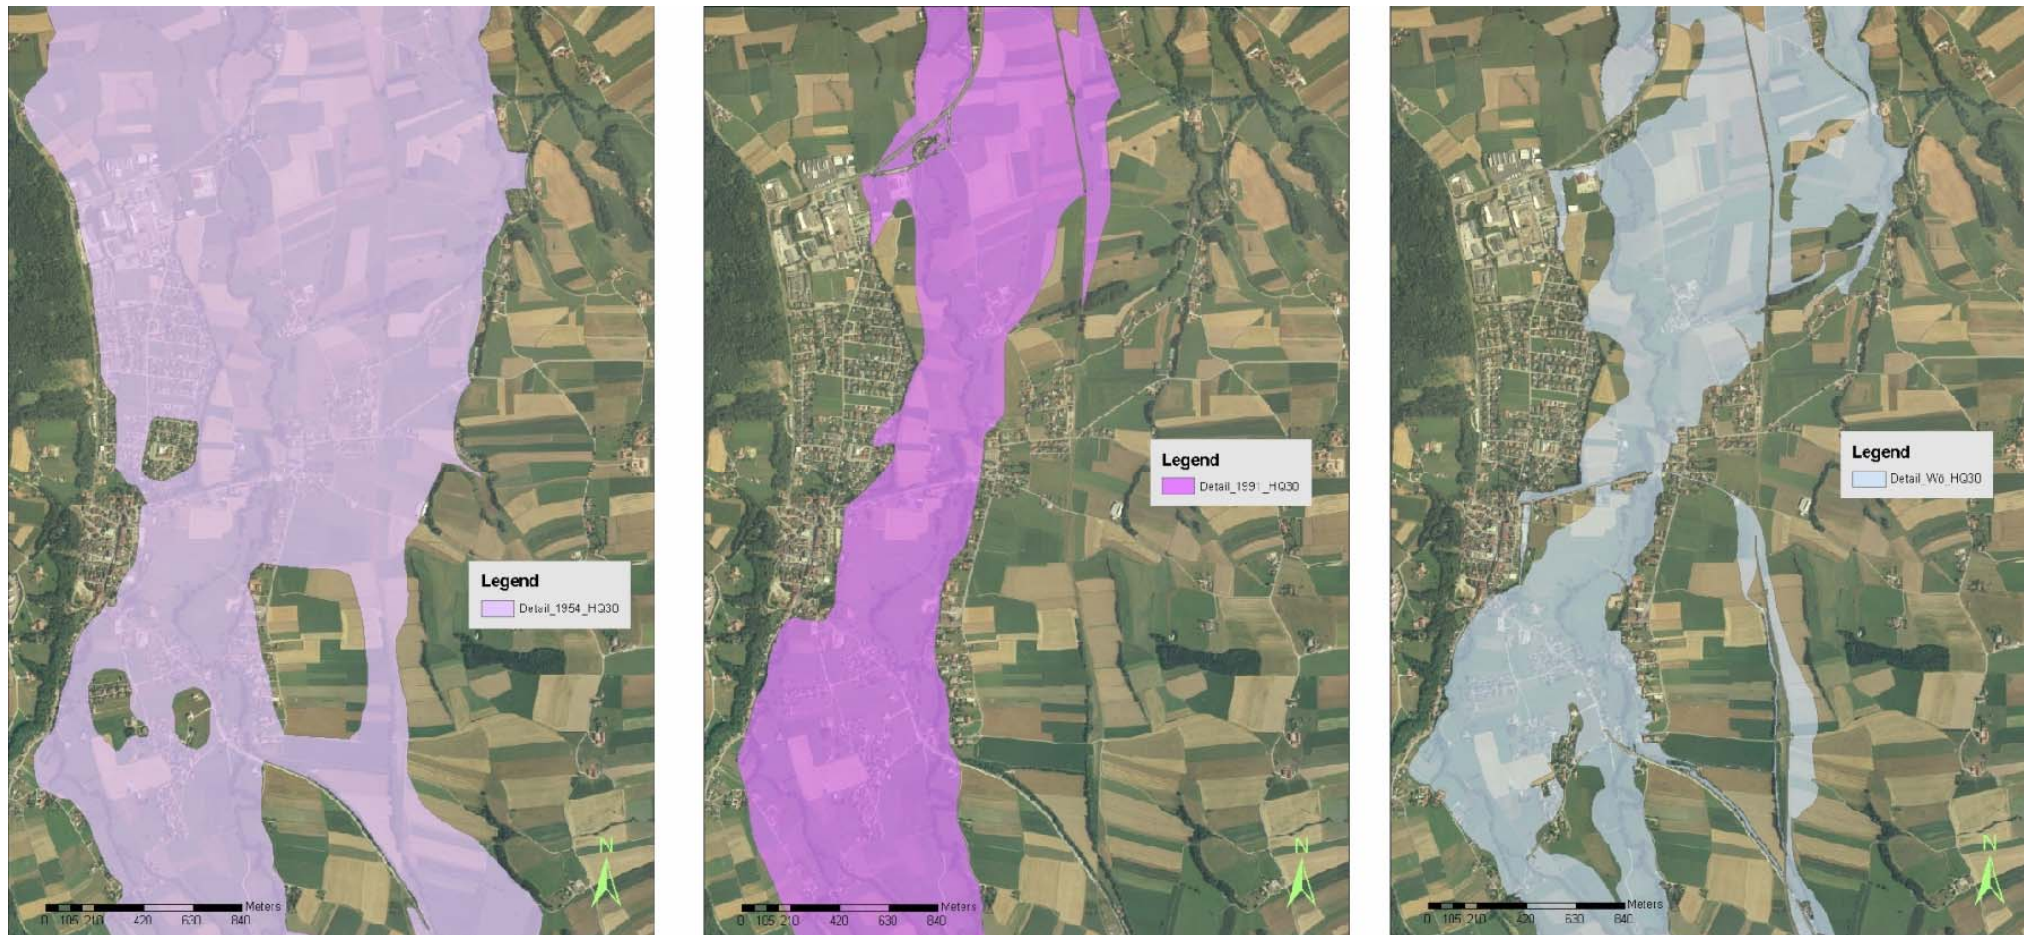 Legend
Detail_1954_HQ30
N
Meters
0 105 210 420 630 840
Legend
Detail_1991_HQ30
N
Meters
0 105 210 420 630 840
Legend
Detail_Wö_HQ30
N
Meters
0 105 210 420 630 840